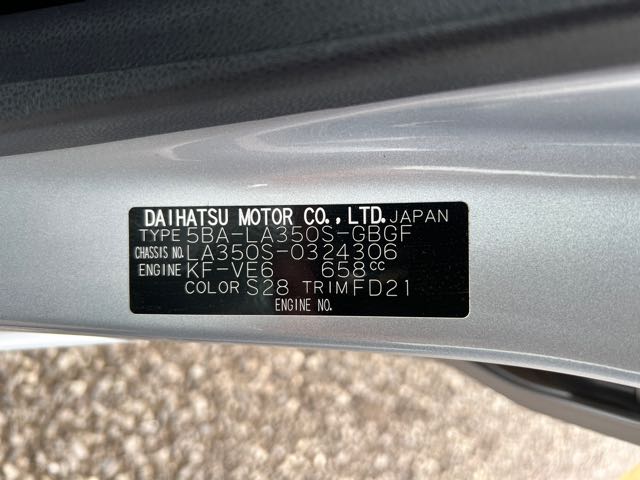 DAIHATSU MOTOR CO.,LTD. JAPAN
TYPE 5BA-LA350S-GBGF
CHASSIS NO. LA350S-0324306
ENGINE KF-VE6 658cc
COLOR S28 TRIM FD21
ENGINE NO.